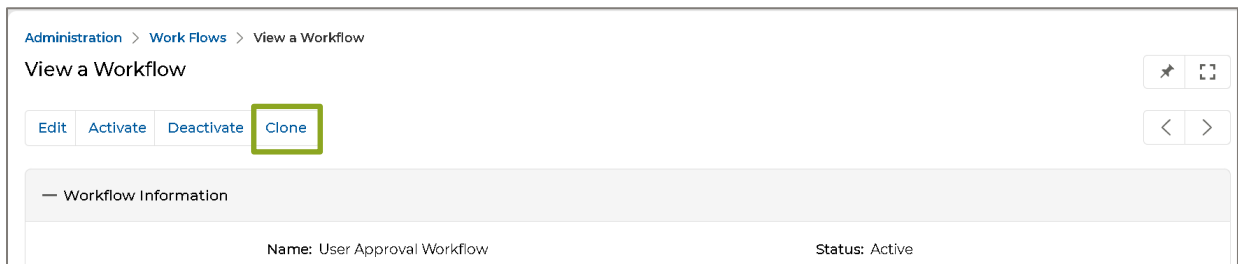 Administration > Work Flows > View a Workflow
View a Workflow
Edit Activate Deactivate Clone
Workflow Information
Name: User Approval Workflow Status: Active